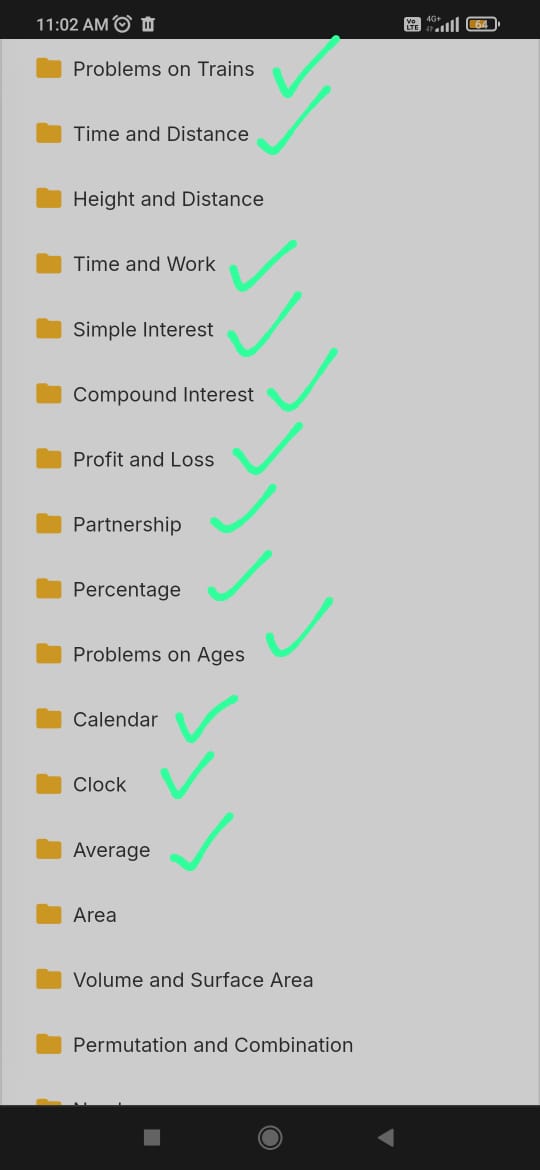 11:02 AM
Vo LTE 4G+ 64
Problems on Trains
Time and Distance
Height and Distance
Time and Work
Simple Interest
Compound Interest
Profit and Loss
Partnership
Percentage
Problems on Ages
Calendar
Clock
Average
Area
Volume and Surface Area
Permutation and Combination